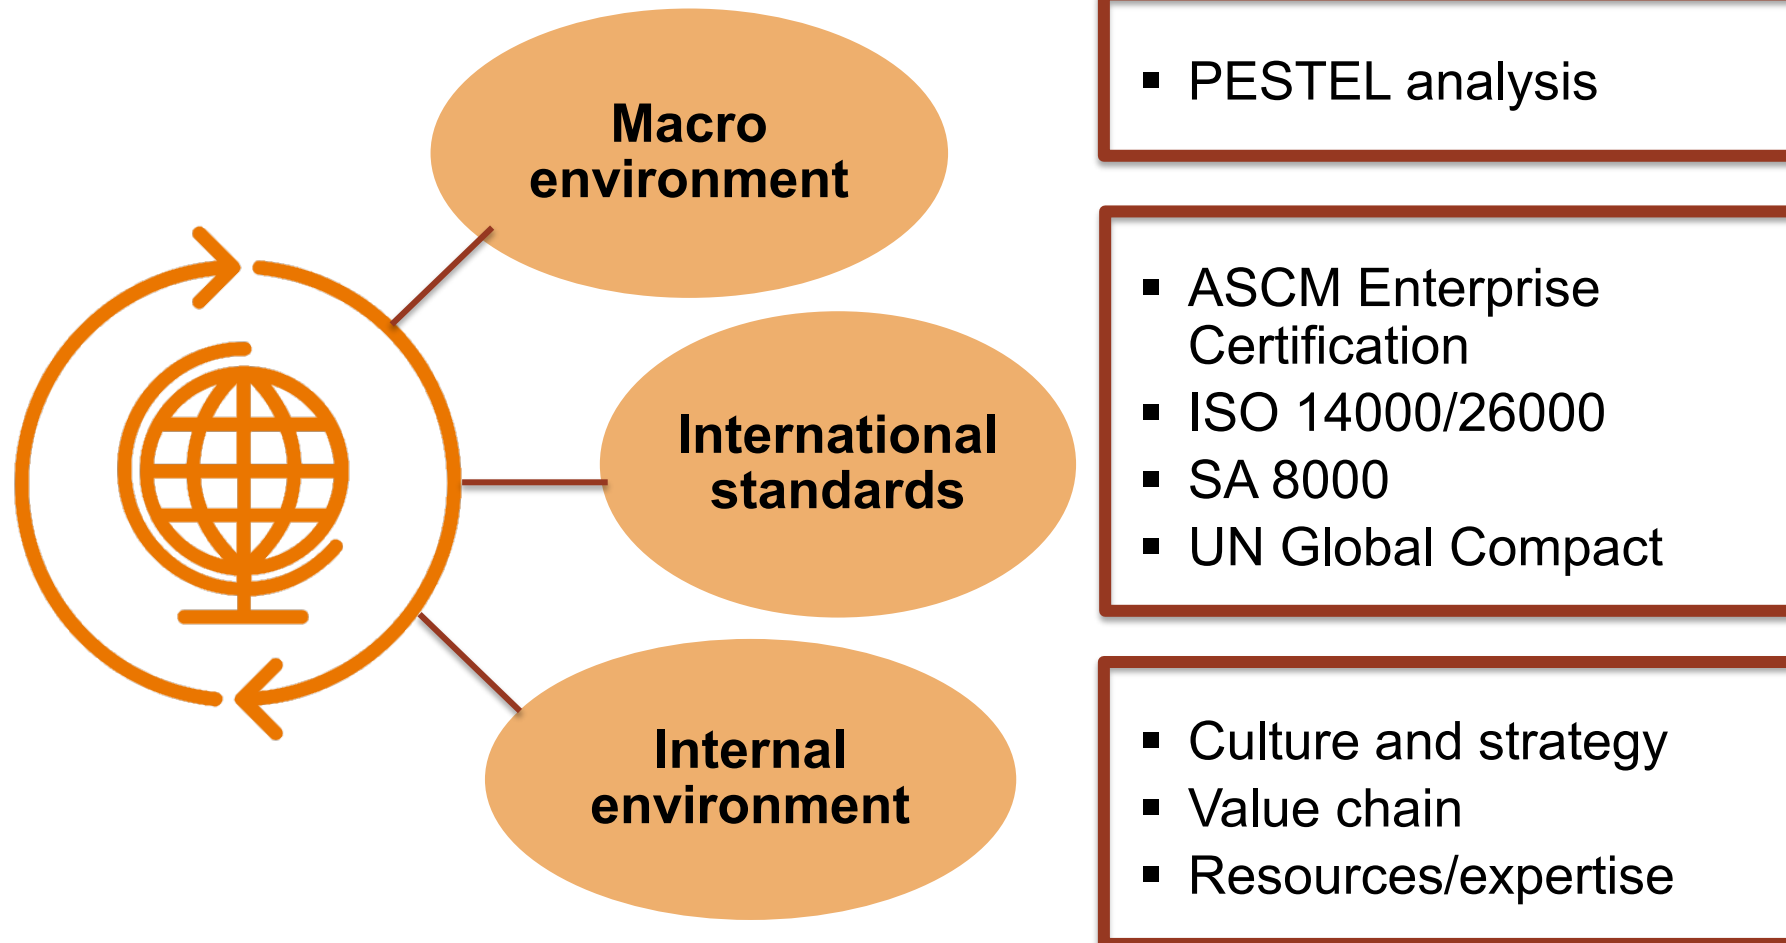 Macro
environment
▪ PESTEL analysis
International
standards
▪ ASCM Enterprise
Certification
▪ ISO 14000/26000
▪ SA 8000
▪ UN Global Compact
Internal
environment
▪ Culture and strategy
▪ Value chain
▪ Resources/expertise